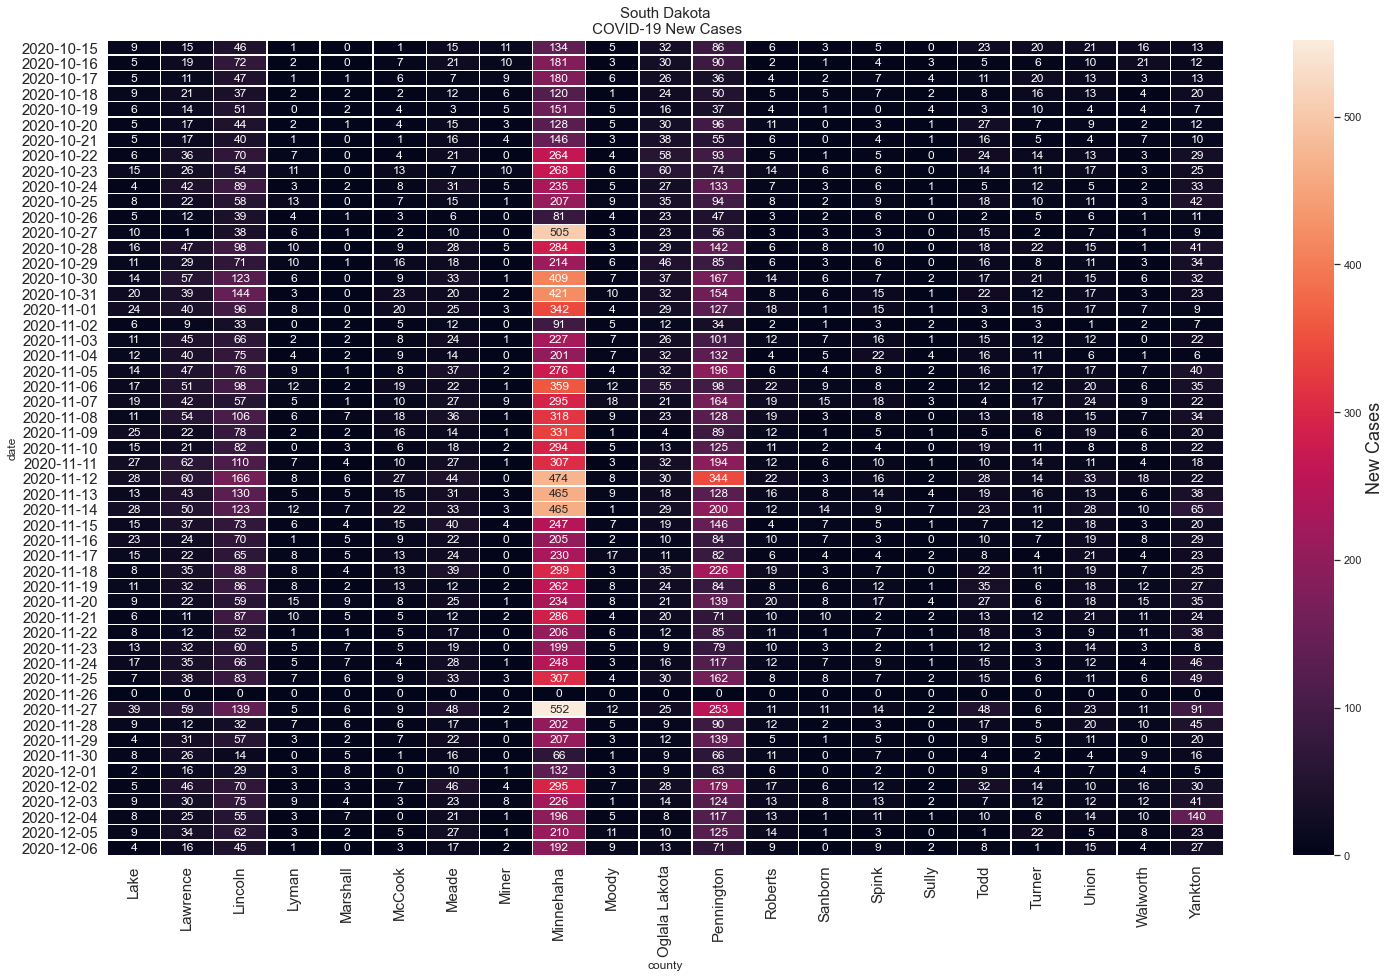 South Dakota
COVID-19 New Cases
2020-10-15 9 15 46 1 0 1 15 11 134 5 32 86 6 3 5 0 23 20 21 16 13
2020-10-16 5 19 72 2 0 7 21 10 181 3 30 90 2 1 4 3 5 6 10 21 12
2020-10-17 5 11 47 1 1 6 7 9 180 6 26 36 4 2 7 4 11 20 13 3 13
2020-10-18 9 21 37 2 2 2 12 6 120 1 24 50 5 5 7 2 8 16 13 4 20
2020-10-19 6 14 51 0 2 4 3 5 151 5 16 37 4 1 0 4 3 10 4 4 7
2020-10-20 5 17 44 2 1 4 15 3 128 5 30 96 11 0 3 1 27 7 9 2 12
2020-10-21 5 17 40 1 0 1 16 4 146 3 38 55 6 0 4 1 16 5 4 7 10
2020-10-22 6 36 70 7 0 4 21 0 264 4 58 93 5 1 5 0 24 14 13 3 29
2020-10-23 15 26 54 11 0 13 7 10 268 6 60 74 14 6 6 0 14 11 17 3 25
2020-10-24 4 42 89 3 2 8 31 5 235 5 27 133 7 3 6 1 5 12 5 2 33
2020-10-25 8 22 58 13 0 7 15 1 207 9 35 94 8 2 9 1 18 10 11 3 42
2020-10-26 5 12 39 4 1 3 6 0 81 4 23 47 3 2 6 0 2 5 6 1 11
2020-10-27 10 1 38 6 1 2 10 0 505 3 23 56 3 3 3 0 15 2 7 1 9
2020-10-28 16 47 98 10 0 9 28 5 284 3 29 142 6 8 10 0 18 22 15 1 41
2020-10-29 11 29 71 10 1 16 18 0 214 6 46 85 6 3 6 0 16 8 11 3 34
2020-10-30 14 57 123 6 0 9 33 1 409 7 37 167 14 6 7 2 17 21 15 6 32
2020-10-31 20 39 144 3 0 23 20 2 421 10 32 154 8 6 15 1 22 12 17 3 23
2020-11-01 24 40 96 8 0 20 25 3 342 4 29 127 18 1 15 1 3 15 17 7 9
2020-11-02 6 9 33 0 2 5 12 0 91 5 12 34 2 1 3 2 3 3 1 2 7
2020-11-03 11 45 66 2 2 8 24 1 227 7 26 101 12 7 16 1 15 12 12 0 22
2020-11-04 12 40 75 4 2 9 14 0 201 7 32 132 4 5 22 4 16 11 6 1 6
2020-11-05 14 47 76 9 1 8 37 2 276 4 32 196 6 4 8 2 16 17 17 7 40
2020-11-06 17 51 98 12 2 19 22 1 359 12 55 98 22 9 8 2 12 12 20 6 35
2020-11-07 19 42 57 5 1 10 27 9 295 18 21 164 19 15 18 3 4 17 24 9 22
2020-11-08 11 54 106 6 7 18 36 1 318 9 23 128 19 3 8 0 13 18 15 7 34
2020-11-09 25 22 78 2 2 16 14 1 331 1 4 89 12 1 5 1 5 6 19 6 20
2020-11-10 15 21 82 0 3 6 18 2 294 5 13 125 11 2 4 0 19 11 8 8 22
2020-11-11 27 62 110 7 4 10 27 1 307 3 32 194 12 6 10 1 10 14 11 4 18
2020-11-12 28 60 166 8 6 27 44 0 474 8 30 344 22 3 16 2 28 14 33 18 22
2020-11-13 13 43 130 5 5 15 31 3 465 9 18 128 16 8 14 4 19 16 13 6 38
2020-11-14 28 50 123 12 7 22 33 3 465 1 29 200 12 14 9 7 23 11 28 10 65
2020-11-15 15 37 73 6 4 15 40 4 247 7 19 146 4 7 5 1 7 12 18 3 20
2020-11-16 23 24 70 1 5 9 22 0 205 2 10 84 10 7 3 0 10 7 19 8 29
2020-11-17 15 22 65 8 5 13 24 0 230 17 11 82 6 4 4 2 8 4 21 4 23
2020-11-18 8 35 88 8 4 13 39 0 299 3 35 226 19 3 7 0 22 11 19 7 25
2020-11-19 11 32 86 8 2 13 12 2 262 8 24 84 8 6 12 1 35 6 18 12 27
2020-11-20 9 22 59 15 9 8 25 1 234 8 21 139 20 8 17 4 27 6 18 15 35
2020-11-21 6 11 87 10 5 5 12 2 286 4 20 71 10 10 2 2 13 12 21 11 24
2020-11-22 8 12 52 1 1 5 17 0 206 6 12 85 11 1 7 1 18 3 9 11 38
2020-11-23 13 32 60 5 7 5 19 0 199 5 9 79 10 3 2 1 12 3 14 3 8
2020-11-24 17 35 66 5 7 4 28 1 248 3 16 117 12 7 9 1 15 3 12 4 46
2020-11-25 7 38 83 7 6 9 33 3 307 4 30 162 8 8 7 2 15 6 11 6 49
2020-11-26 0 0 0 0 0 0 0 0 0 0 0 0 0 0 0 0 0 0 0 0 0
2020-11-27 39 59 139 5 6 9 48 2 552 12 25 253 11 11 14 2 48 6 23 11 91
2020-11-28 9 12 32 7 6 6 17 1 202 5 9 90 12 2 3 0 17 5 20 10 45
2020-11-29 4 31 57 3 2 7 22 0 207 3 12 139 5 1 5 0 9 5 11 0 20
2020-11-30 8 26 14 0 5 1 16 0 66 1 9 66 11 0 7 0 4 2 4 9 16
2020-12-01 2 16 29 3 8 0 10 1 132 3 9 63 6 0 2 0 9 4 7 4 5
2020-12-02 5 46 70 3 3 7 46 4 295 7 28 179 17 6 12 2 32 14 10 16 30
2020-12-03 9 30 75 9 4 3 23 8 226 1 14 124 13 8 13 2 7 12 12 12 41
2020-12-04 8 25 55 3 7 0 21 1 196 5 8 117 13 1 11 1 10 6 14 10 140
2020-12-05 9 34 62 3 2 5 27 1 210 11 10 125 14 1 3 0 1 22 5 8 23
2020-12-06 4 16 45 1 0 3 17 2 192 9 13 71 9 0 9 2 8 1 15 4 27
date
Lake Lawrence Lincoln Lyman Marshall McCook Meade Miner Minnehaha Moody Oglala Lakota Pennington Roberts Sanborn Spink Sully Todd Turner Union Walworth Yankton
county
500
400
300
200
100
0
New Cases